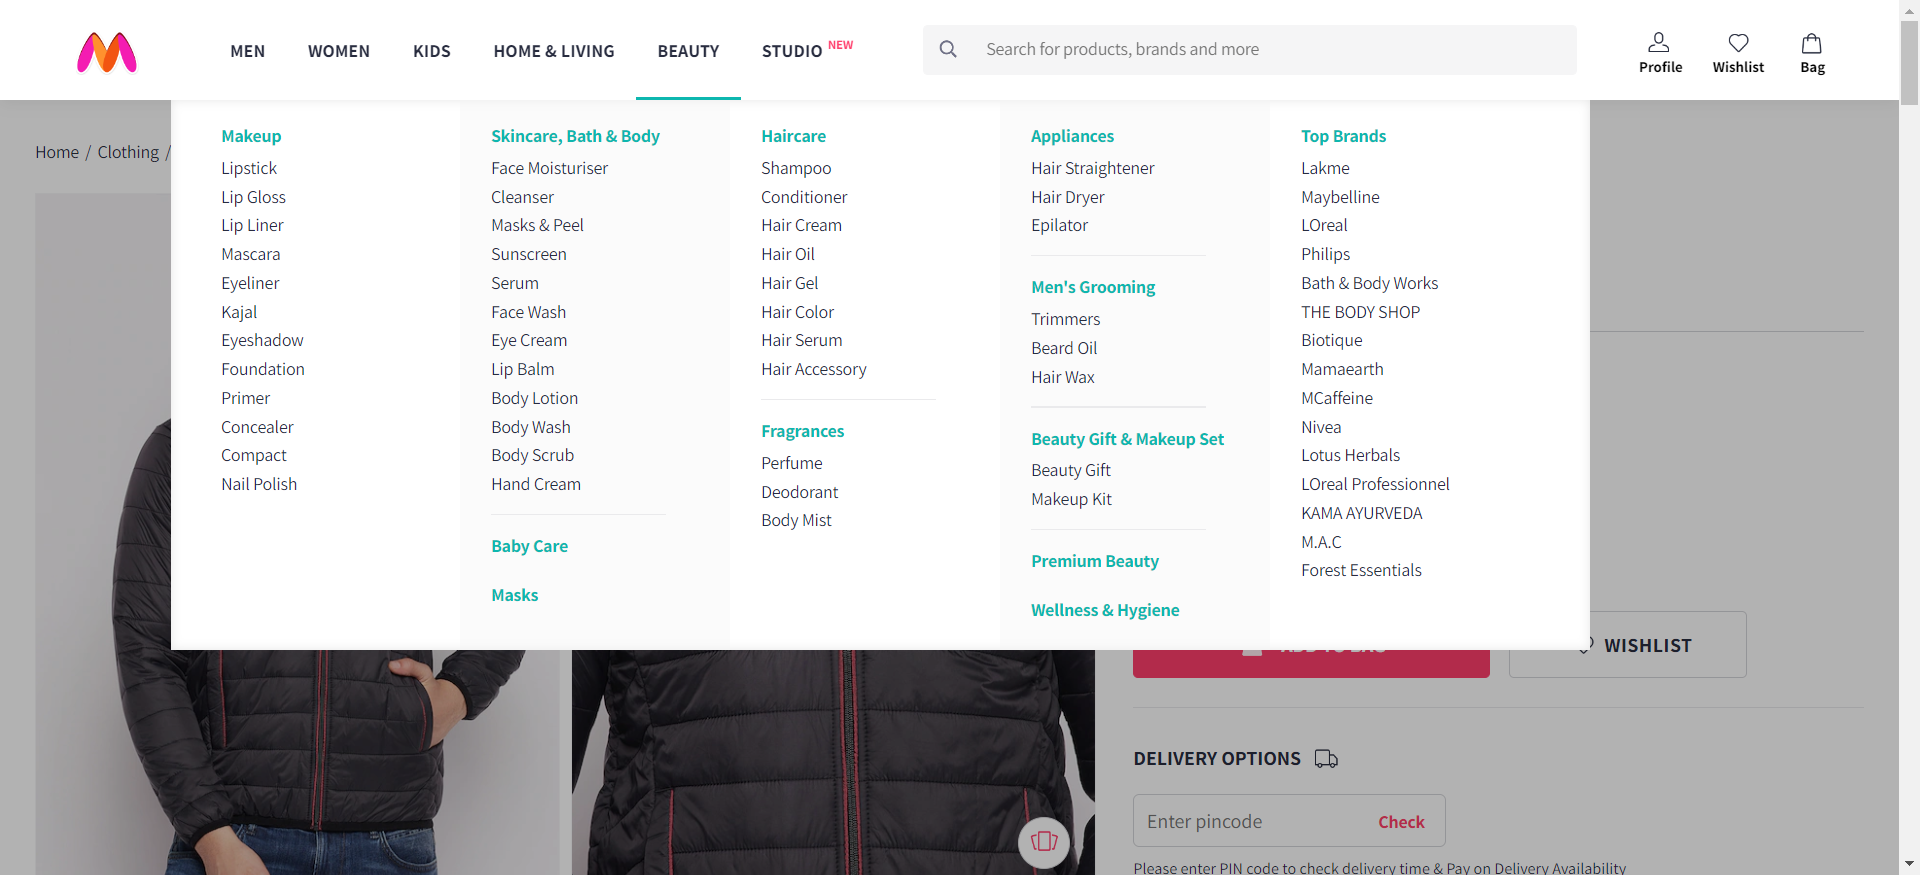 MEN
WOMEN
KIDS
HOME & LIVING
BEAUTY
STUDIO NEW
Search for products, brands and more
Profile
Wishlist
Bag
Home / Clothing /
Makeup
Lipstick
Lip Gloss
Lip Liner
Mascara
Eyeliner
Kajal
Eyeshadow
Foundation
Primer
Concealer
Compact
Nail Polish
Skincare, Bath & Body
Face Moisturiser
Cleanser
Masks & Peel
Sunscreen
Serum
Face Wash
Eye Cream
Lip Balm
Body Lotion
Body Wash
Body Scrub
Hand Cream
Baby Care
Masks
Haircare
Shampoo
Conditioner
Hair Cream
Hair Oil
Hair Gel
Hair Color
Hair Serum
Hair Accessory
Fragrances
Perfume
Deodorant
Body Mist
Appliances
Hair Straightener
Hair Dryer
Epilator
Men's Grooming
Trimmers
Beard Oil
Hair Wax
Beauty Gift & Makeup Set
Beauty Gift
Makeup Kit
Premium Beauty
Wellness & Hygiene
Top Brands
Lakme
Maybelline
LOreal
Philips
Bath & Body Works
THE BODY SHOP
Biotique
Mamaearth
MCaffeine
Nivea
Lotus Herbals
LOreal Professionnel
KAMA AYURVEDA
M.A.C
Forest Essentials
WISHLIST
DELIVERY OPTIONS
Enter pincode
Check
Please enter PIN code to check delivery time & Pay on Delivery Availability